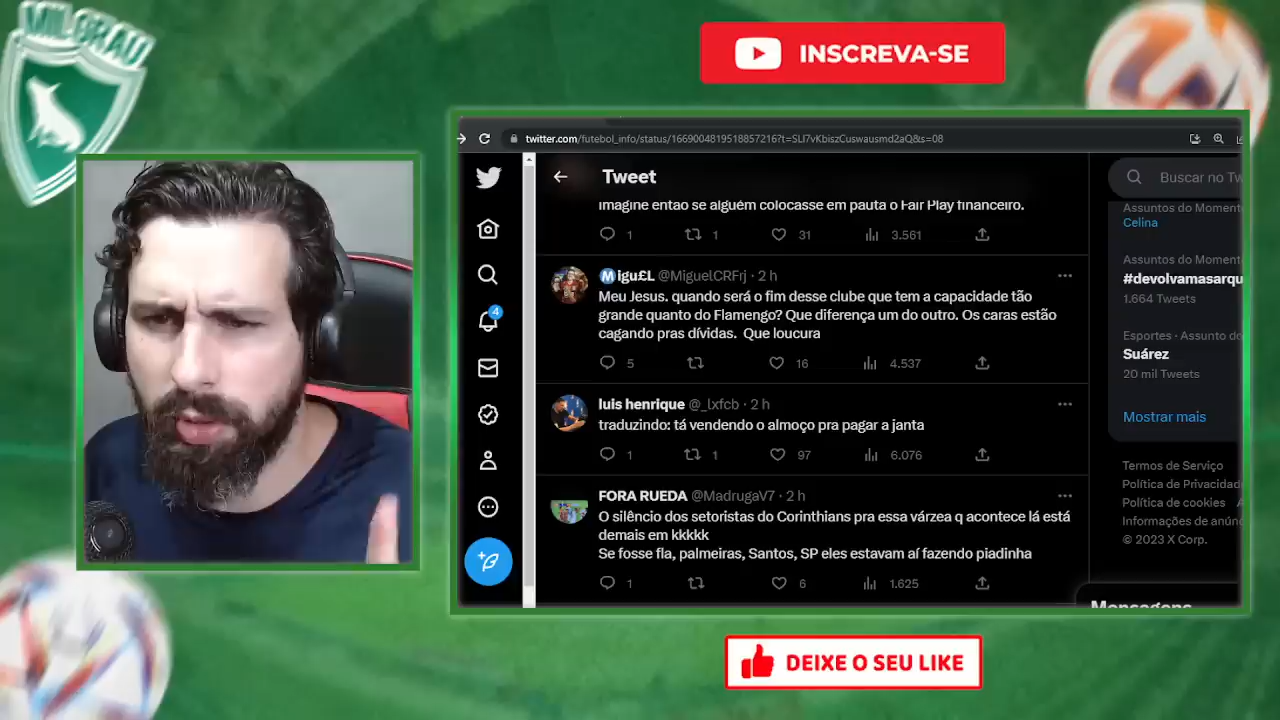 MILGRAU
INSCREVA-SE
twitter.com/futebol_info/status/1669004819518857216?t=SLl7vKbiszCuswausmd2aQ&s=08
Tweet
imagine então se alguém colocasse em pauta o Fair Play financeiro.
1 1 31 3.561
Ⓜigu£L @MiguelCRFrj · 2 h
Meu Jesus. quando será o fim desse clube que tem a capacidade tão
grande quanto do Flamengo? Que diferença um do outro. Os caras estão
cagando pras dívidas. Que loucura
5 16 4.537
luis henrique @_lxfcb · 2 h
traduzindo: tá vendendo o almoço pra pagar a janta
1 1 97 6.076
FORA RUEDA @MadrugaV7 · 2 h
O silêncio dos setoristas do Corinthians pra essa várzea q acontece lá está
demais em kkkkk
Se fosse fla, palmeiras, Santos, SP eles estavam aí fazendo piadinha
1 6 1.625
4
Buscar no Tw
Assuntos do Moment
Celina
Assuntos do Moment
#devolvamasarqu
1.664 Tweets
Esportes · Assunto d
Suárez
20 mil Tweets
Mostrar mais
Termos de Serviço
Política de Privacidad
Política de cookies A
Informações de anúnc
© 2023 X Corp.
Mensagens
DEIXE O SEU LIKE